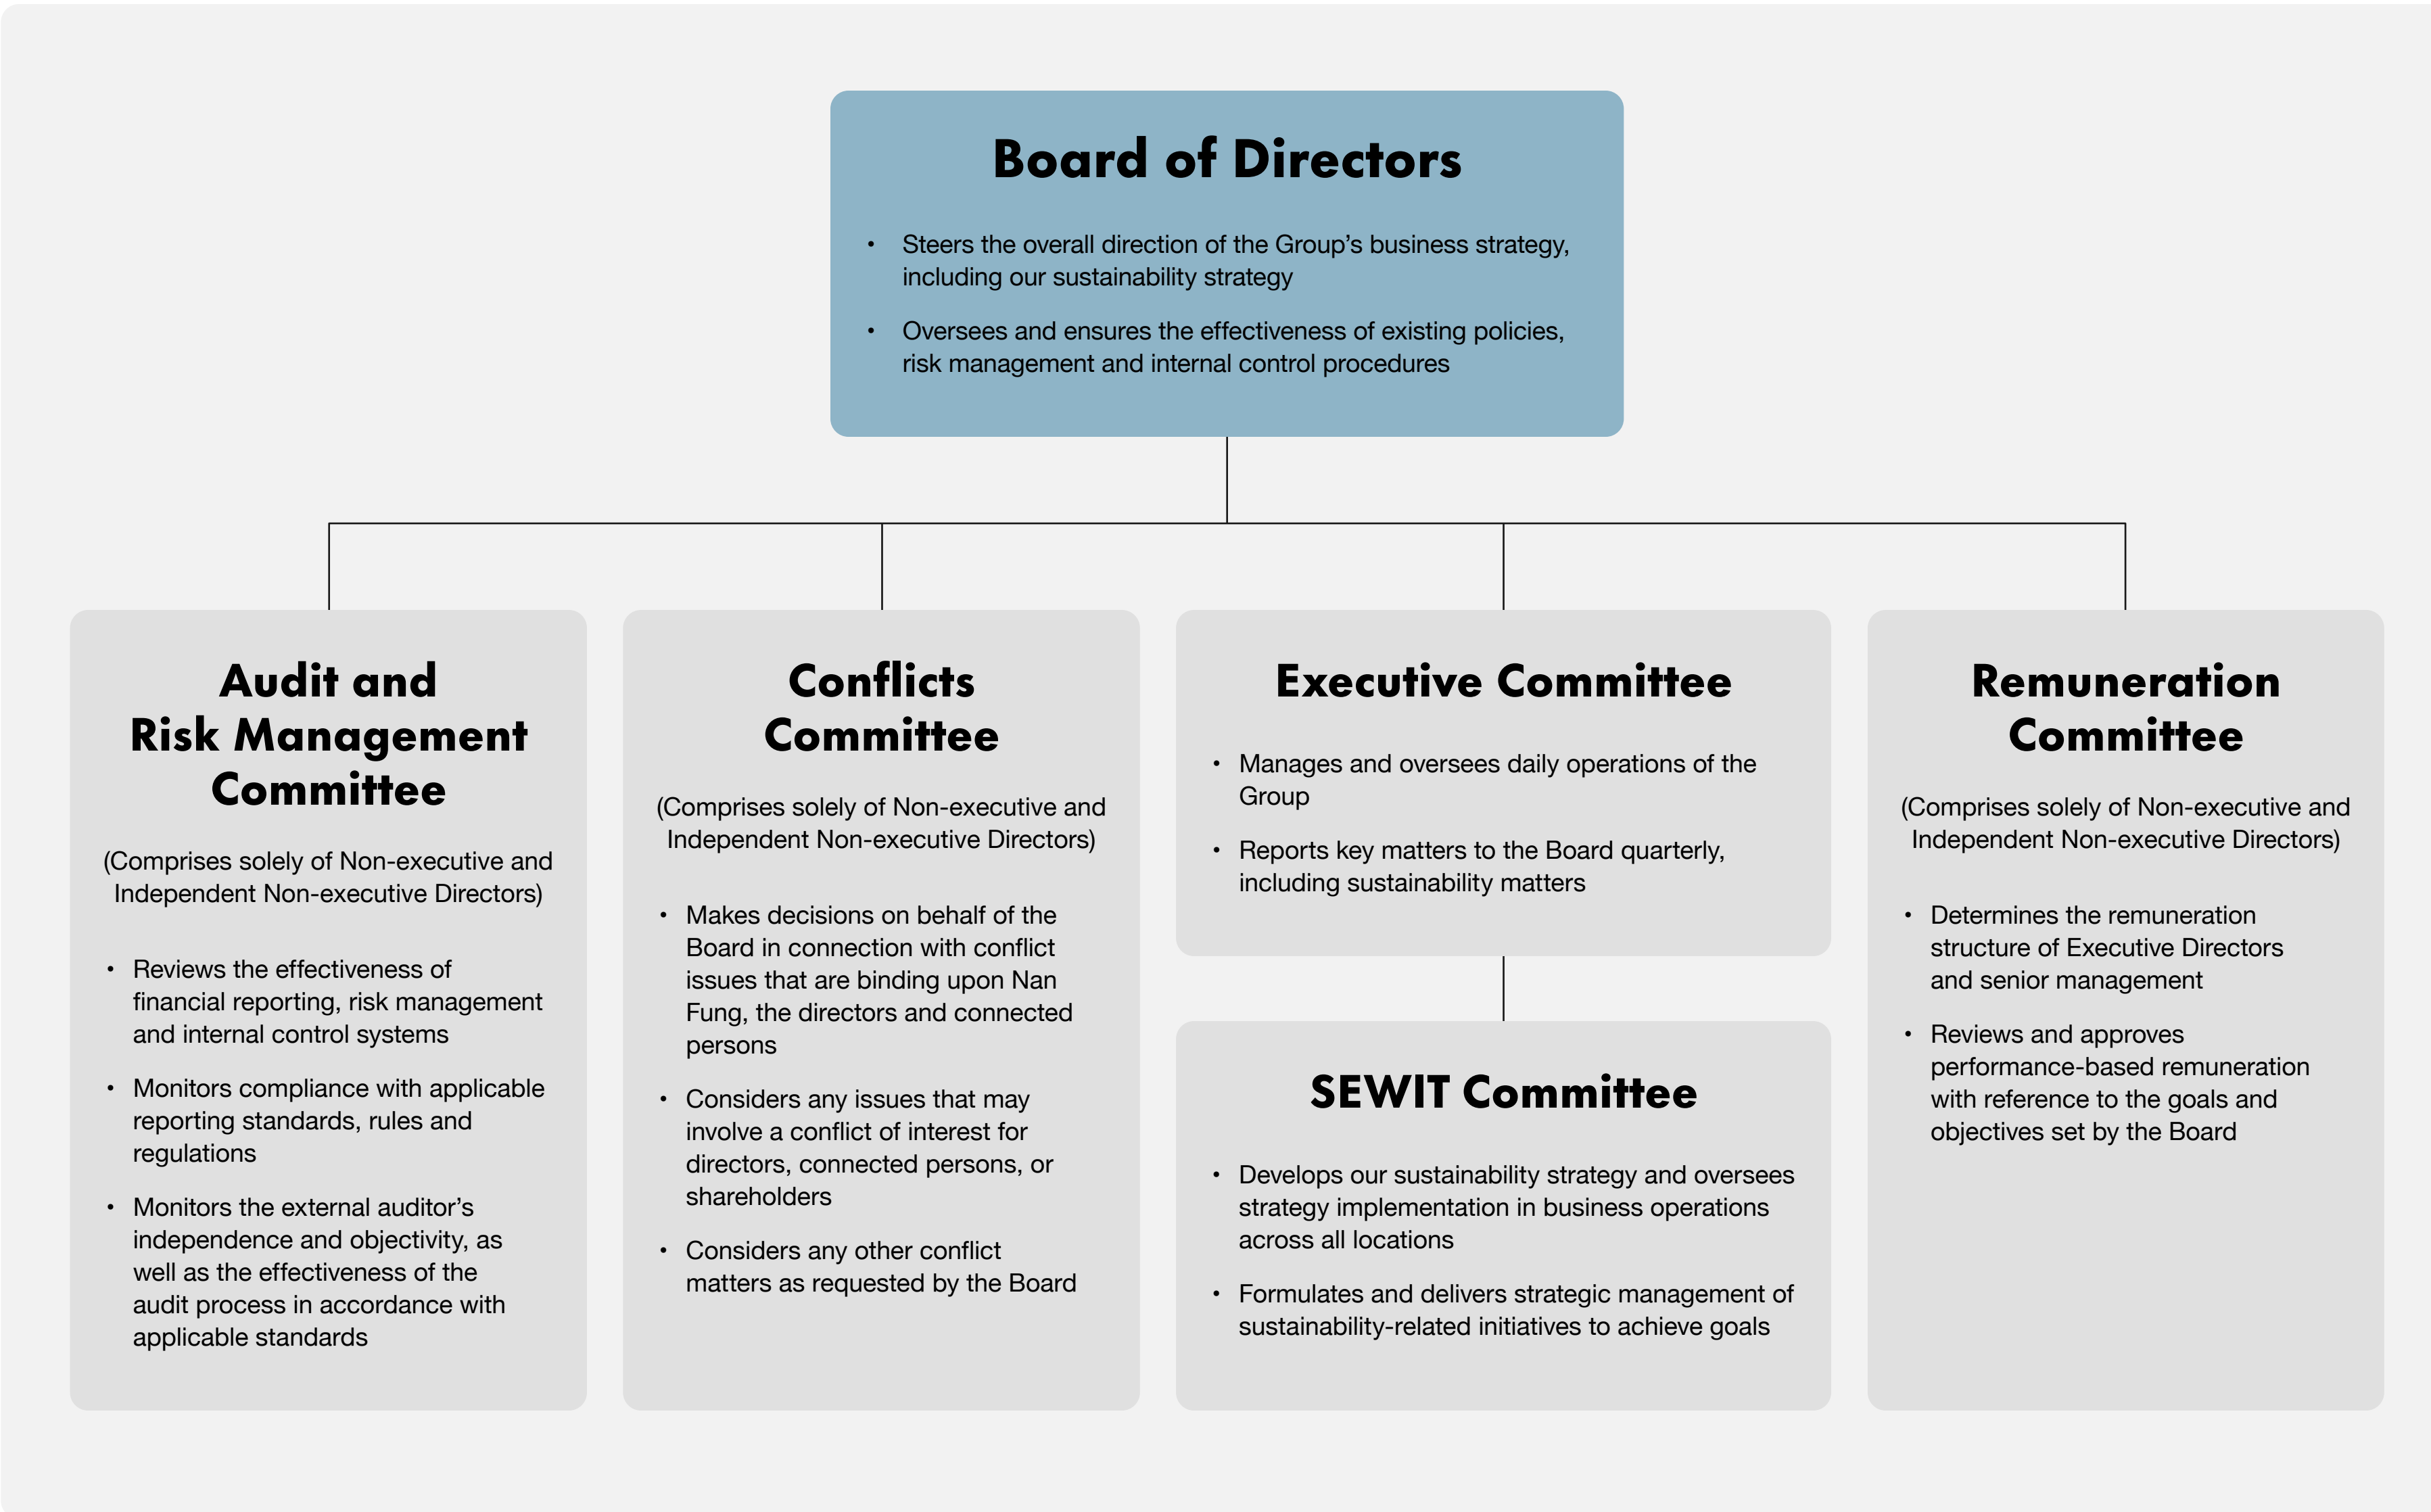 Board of Directors
• Steers the overall direction of the Group’s business strategy,
including our sustainability strategy
• Oversees and ensures the effectiveness of existing policies,
risk management and internal control procedures
Audit and
Risk Management
Committee
(Comprises solely of Non-executive and
Independent Non-executive Directors)
• Reviews the effectiveness of
financial reporting, risk management
and internal control systems
• Monitors compliance with applicable
reporting standards, rules and
regulations
• Monitors the external auditor’s
independence and objectivity, as
well as the effectiveness of the
audit process in accordance with
applicable standards
Conflicts
Committee
(Comprises solely of Non-executive and
Independent Non-executive Directors)
• Makes decisions on behalf of the
Board in connection with conflict
issues that are binding upon Nan
Fung, the directors and connected
persons
• Considers any issues that may
involve a conflict of interest for
directors, connected persons, or
shareholders
• Considers any other conflict
matters as requested by the Board
Executive Committee
• Manages and oversees daily operations of the
Group
• Reports key matters to the Board quarterly,
including sustainability matters
SEWIT Committee
• Develops our sustainability strategy and oversees
strategy implementation in business operations
across all locations
• Formulates and delivers strategic management of
sustainability-related initiatives to achieve goals
Remuneration
Committee
(Comprises solely of Non-executive and
Independent Non-executive Directors)
• Determines the remuneration
structure of Executive Directors
and senior management
• Reviews and approves
performance-based remuneration
with reference to the goals and
objectives set by the Board